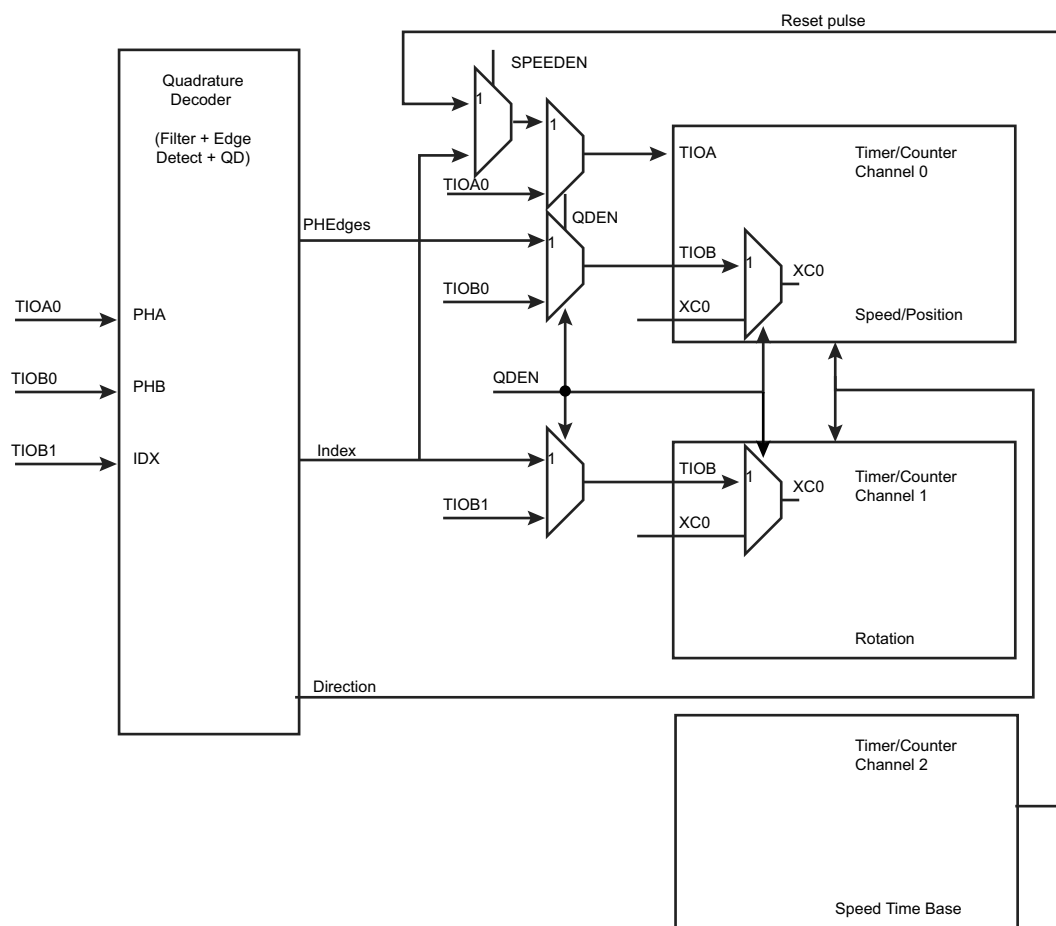 Reset pulse
SPEEDEN
Quadrature
Decoder
(Filter + Edge
Detect + QD)
1
1
TIOA
Timer/Counter
Channel 0
TIOA0
PHEdges
QDEN
1
TIOB
1
XC0
TIOB0
XC0
Speed/Position
TIOA0
PHA
QDEN
TIOB0
PHB
Index
TIOB1
IDX
1
TIOB
1
XC0
Timer/Counter
Channel 1
TIOB1
XC0
Rotation
Direction
Timer/Counter
Channel 2
Speed Time Base